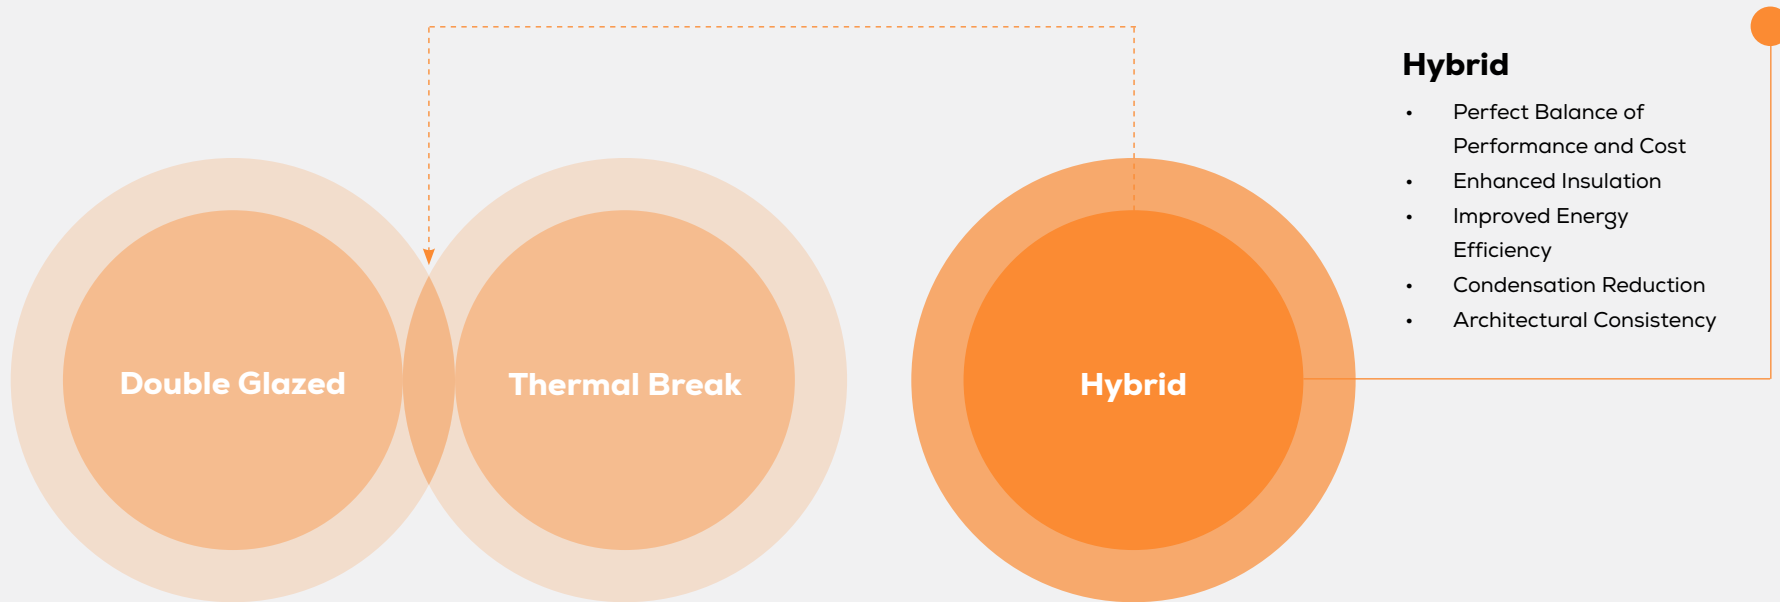 Double Glazed
Thermal Break
Hybrid
Hybrid
• Perfect Balance of
Performance and Cost
• Enhanced Insulation
• Improved Energy
Efficiency
• Condensation Reduction
• Architectural Consistency